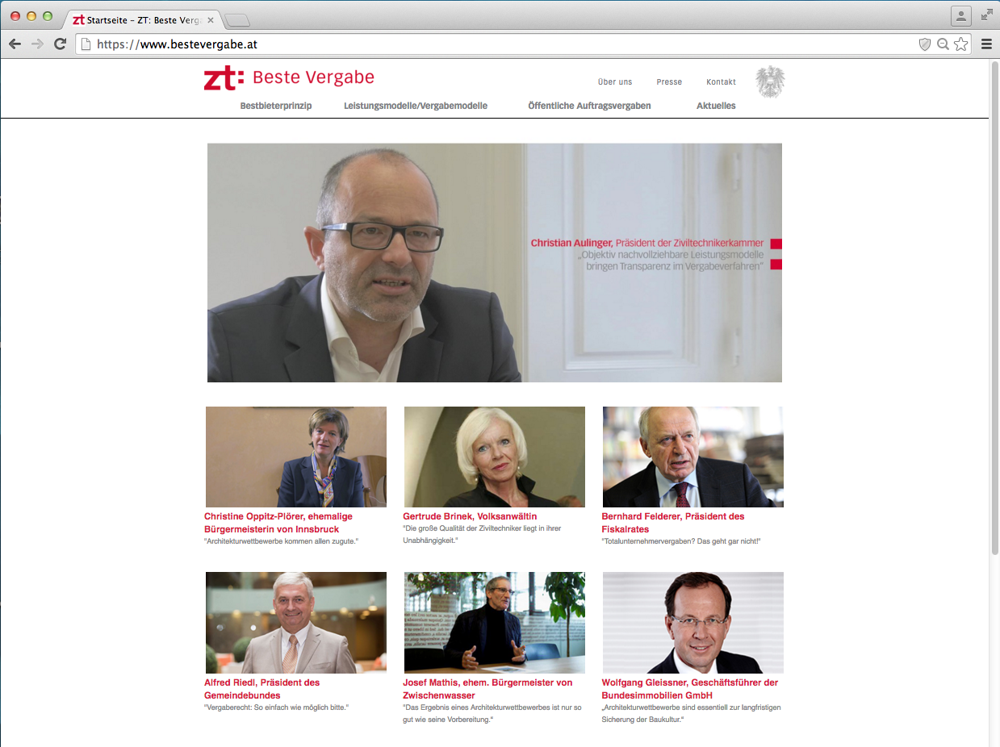 zt Startseite – ZT: Beste Verg
https://www.bestevergabe.at
zt: Beste Vergabe
Über uns Presse Kontakt
Bestbieterprinzip Leistungsmodelle/Vergabemodelle Öffentliche Auftragsvergaben Aktuelles
Christian Aulinger, Präsident der Ziviltechnikerkammer
„Objektiv nachvollziehbare Leistungsmodelle
bringen Transparenz im Vergabeverfahren“
Christine Oppitz-Plörer, ehemalige
Bürgermeisterin von Innsbruck
"Architekturwettbewerbe kommen allen zugute."
Gertrude Brinek, Volksanwältin
"Die große Qualität der Ziviltechniker liegt in ihrer
Unabhängigkeit."
Bernhard Felderer, Präsident des
Fiskalrates
"Totalunternehmervergaben? Das geht gar nicht!"
Alfred Riedl, Präsident des
Gemeindebundes
"Vergaberecht: So einfach wie möglich bitte."
Josef Mathis, ehem. Bürgermeister von
Zwischenwasser
"Das Ergebnis eines Architekturwettbewerbes ist nur so
gut wie seine Vorbereitung.“
Wolfgang Gleissner, Geschäftsführer der
Bundesimmobilien GmbH
„Architekturwettbewerbe sind essentiell zur langfristigen
Sicherung der Baukultur.“